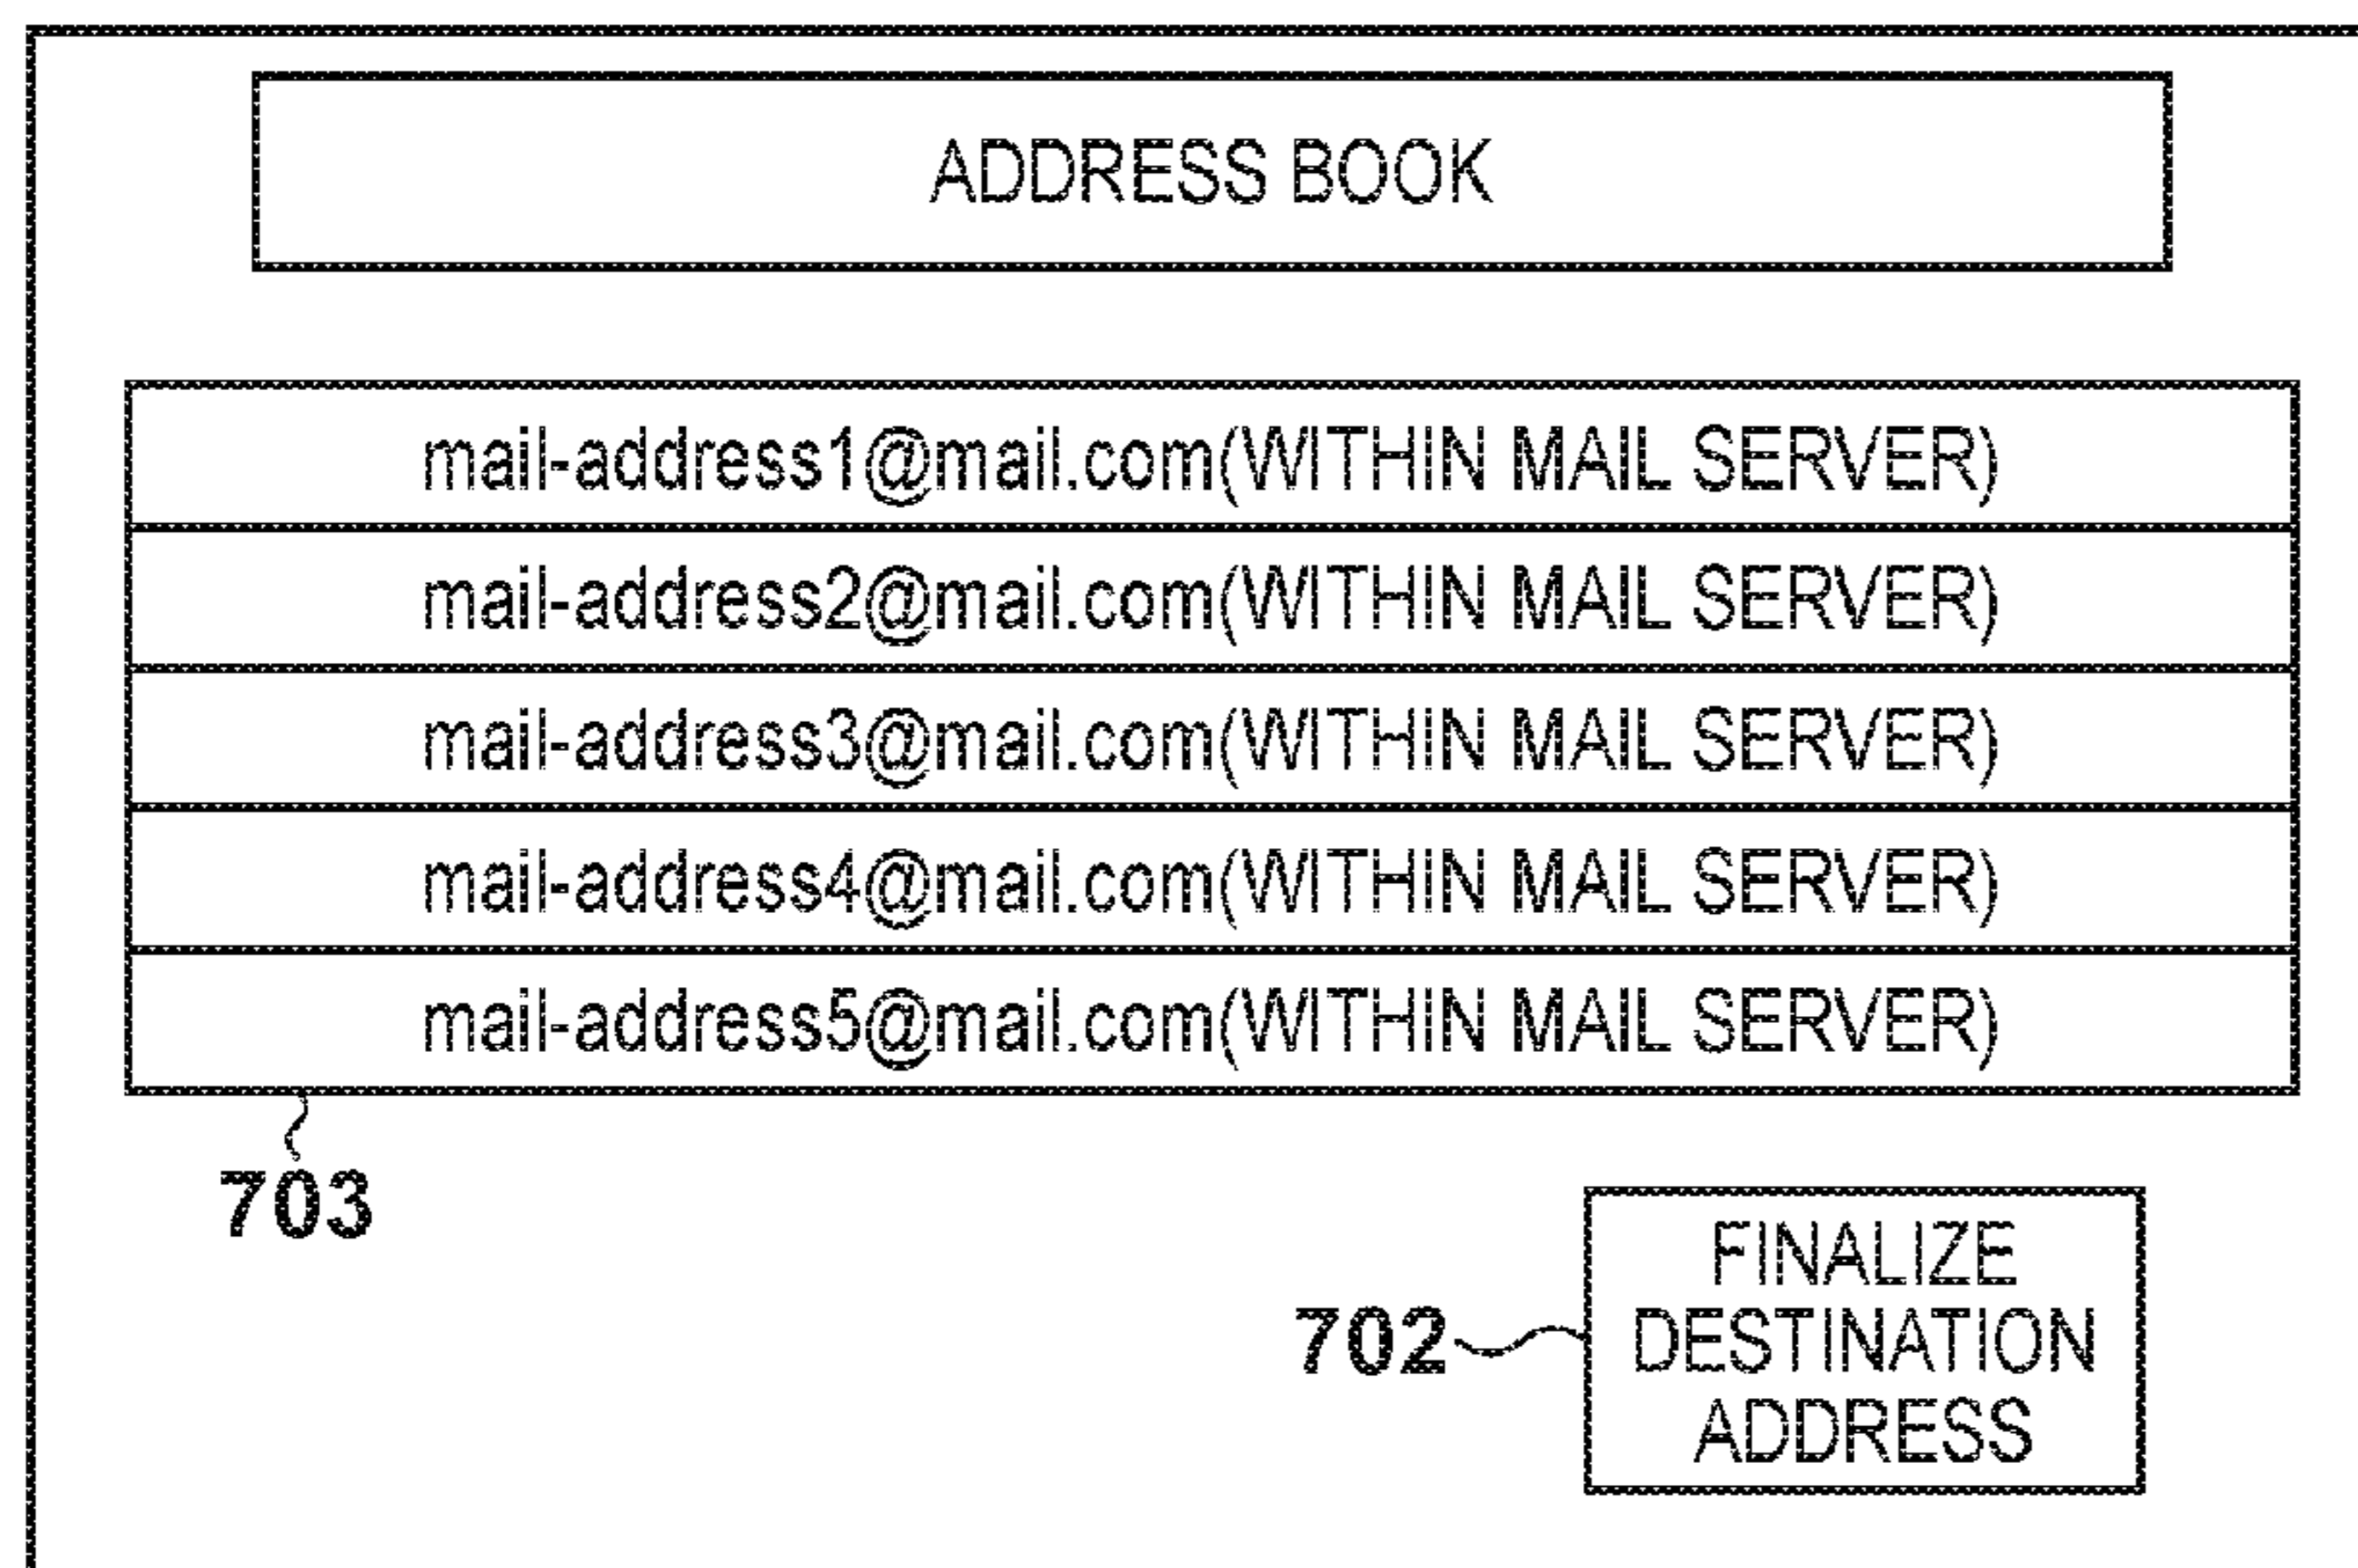 ADDRESS BOOK
mail-address1@mail.com(WITHIN MAIL SERVER)
mail-address2@mail.com(WITHIN MAIL SERVER)
mail-address3@mail.com(WITHIN MAIL SERVER)
mail-address4@mail.com(WITHIN MAIL SERVER)
mail-address5@mail.com(WITHIN MAIL SERVER)
703
702
FINALIZE
DESTINATION
ADDRESS